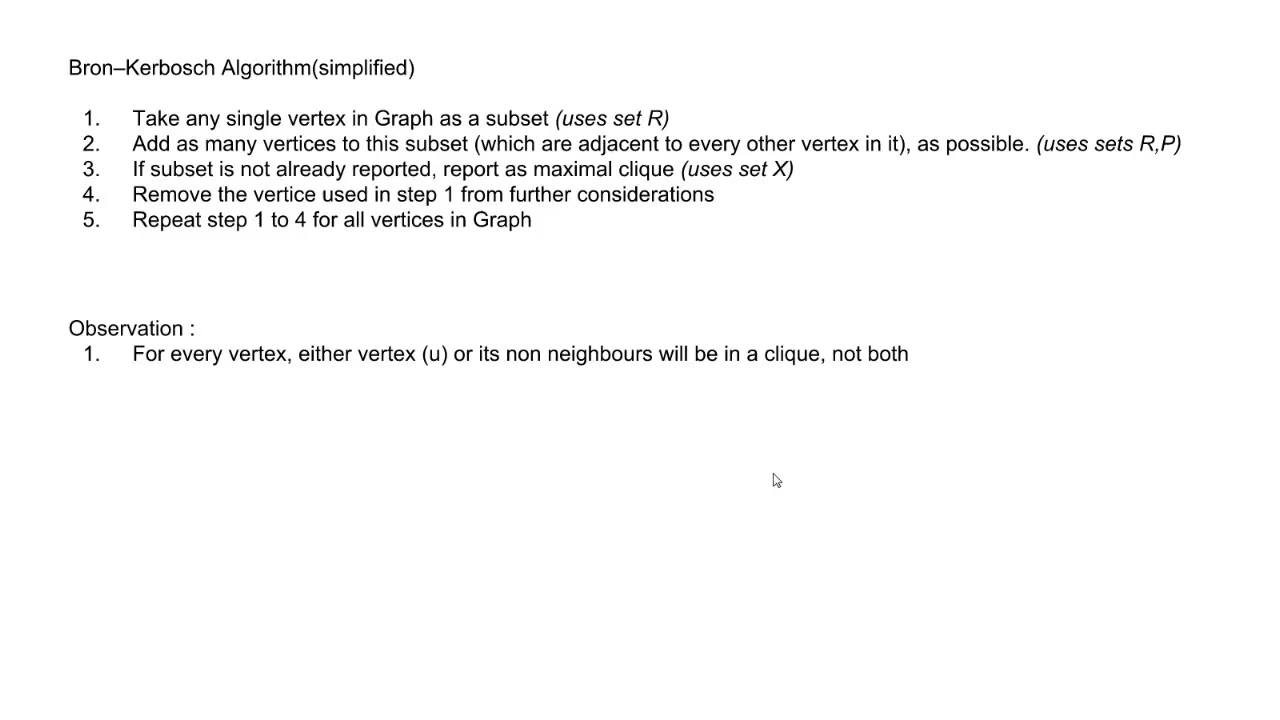 Bron–Kerbosch Algorithm(simplified)
1. Take any single vertex in Graph as a subset (uses set R)
2. Add as many vertices to this subset (which are adjacent to every other vertex in it), as possible. (uses sets R,P)
3. If subset is not already reported, report as maximal clique (uses set X)
4. Remove the vertice used in step 1 from further considerations
5. Repeat step 1 to 4 for all vertices in Graph
Observation :
1. For every vertex, either vertex (u) or its non neighbours will be in a clique, not both